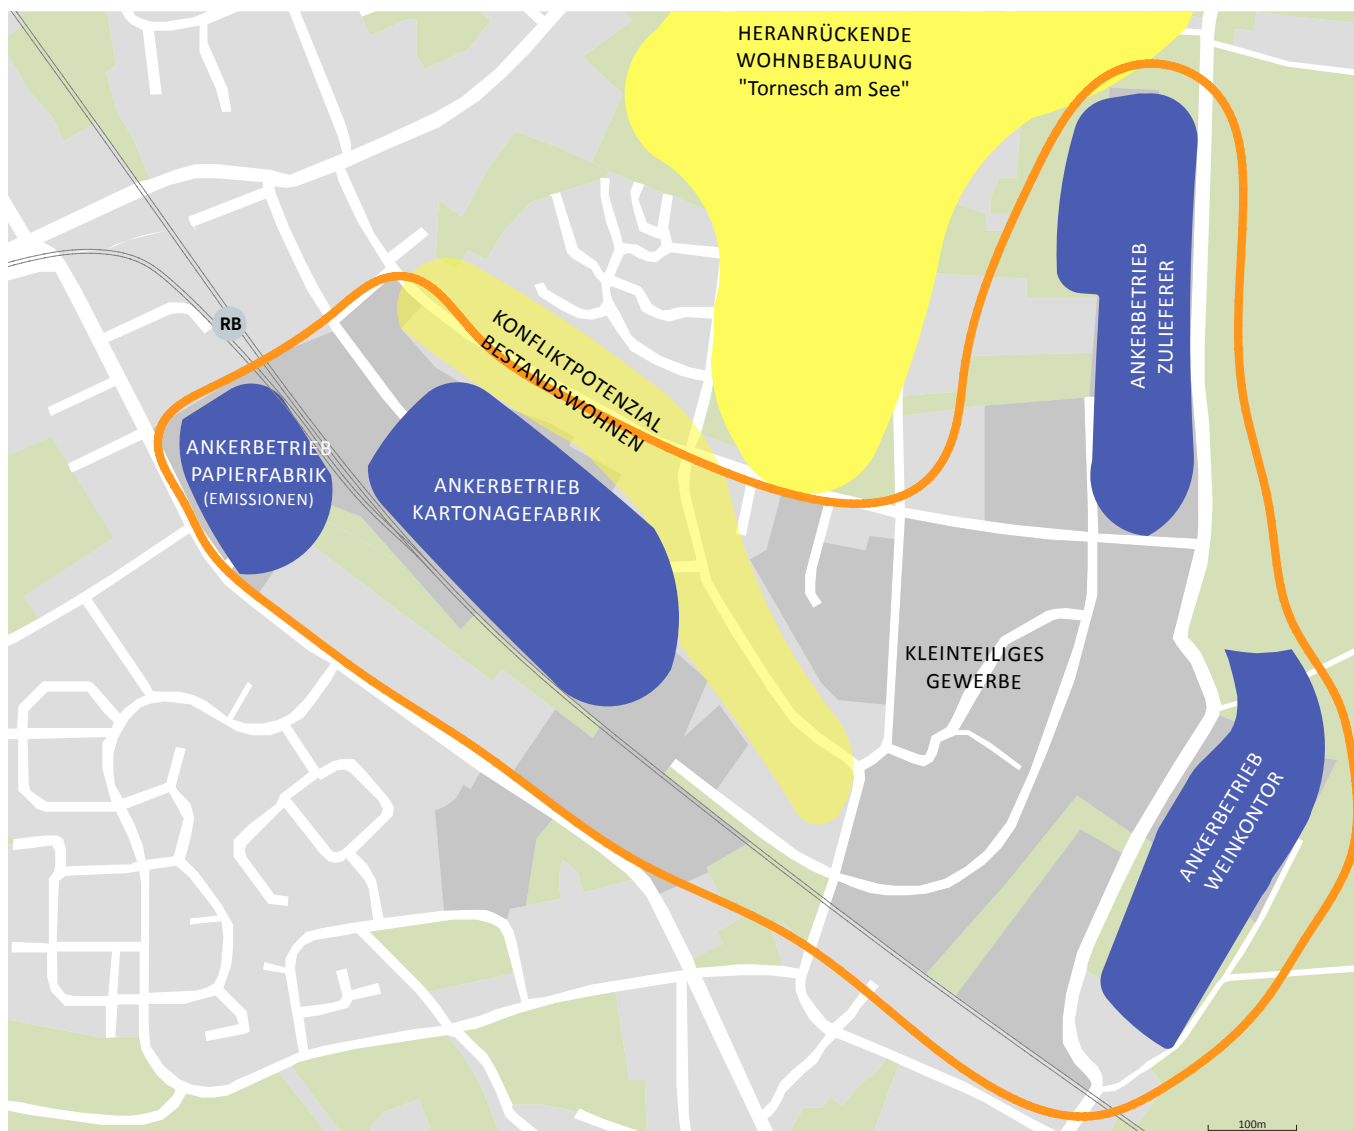 HERANRÜCKENDE
WOHNBEBAUUNG
"Tornesch am See"
ANKERBETRIEB
ZULIEFERER
RB
KONFLIKTPOTENZIAL
BESTANDSWOHNEN
ANKERBETRIEB
PAPIERFABRIK
(EMISSIONEN)
ANKERBETRIEB
KARTONAGEFABRIK
KLEINTEILIGES
GEWERBE
ANKERBETRIEB
WEINKONTOR
100m